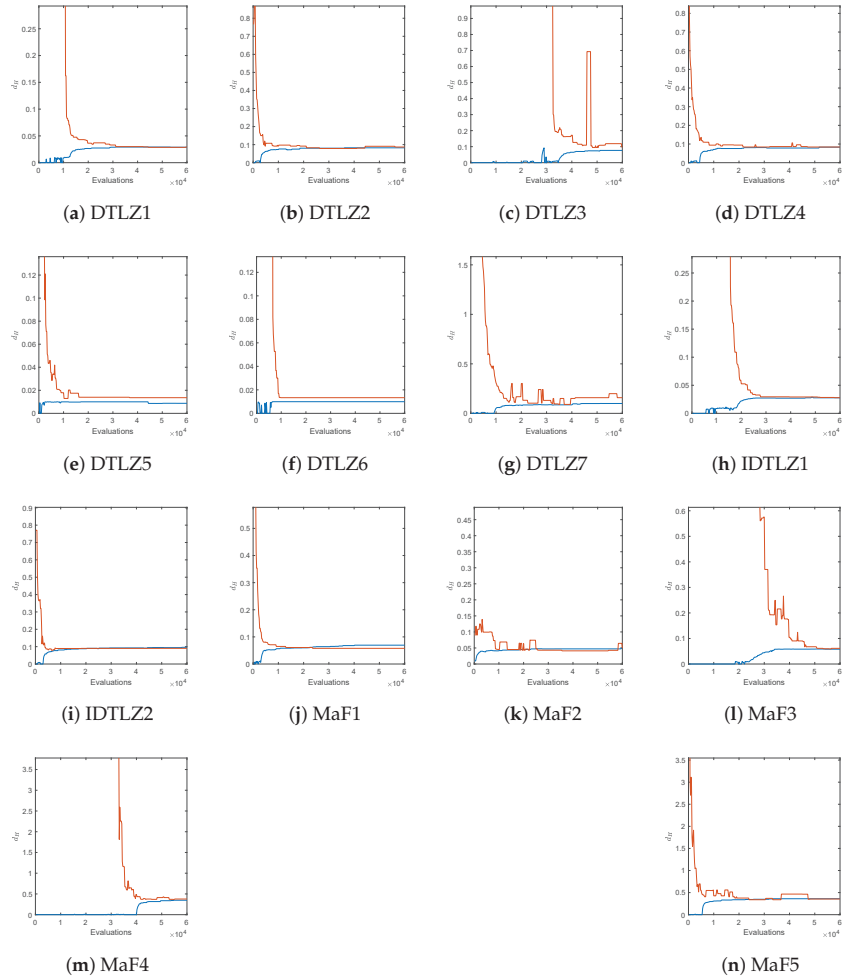 0.25
0.2
0.15
0.1
0.05
0
d_H
0 1 2 3 4 5 6
Evaluations ×10^4
(a) DTLZ1
0.8
0.7
0.6
0.5
0.4
0.3
0.2
0.1
0
d_H
0 1 2 3 4 5 6
Evaluations ×10^4
(b) DTLZ2
0.9
0.8
0.7
0.6
0.5
0.4
0.3
0.2
0.1
0
d_H
0 1 2 3 4 5 6
Evaluations ×10^4
(c) DTLZ3
0.8
0.7
0.6
0.5
0.4
0.3
0.2
0.1
0
d_H
0 1 2 3 4 5 6
Evaluations ×10^4
(d) DTLZ4
0.12
0.1
0.08
0.06
0.04
0.02
0
d_H
0 1 2 3 4 5 6
Evaluations ×10^4
(e) DTLZ5
0.12
0.1
0.08
0.06
0.04
0.02
0
d_H
0 1 2 3 4 5 6
Evaluations ×10^4
(f) DTLZ6
1.5
1
0.5
0
d_H
0 1 2 3 4 5 6
Evaluations ×10^4
(g) DTLZ7
0.25
0.2
0.15
0.1
0.05
0
d_H
0 1 2 3 4 5 6
Evaluations ×10^4
(h) IDTLZ1
0.9
0.8
0.7
0.6
0.5
0.4
0.3
0.2
0.1
0
d_H
0 1 2 3 4 5 6
Evaluations ×10^4
(i) IDTLZ2
0.5
0.4
0.3
0.2
0.1
0
d_H
0 1 2 3 4 5 6
Evaluations ×10^4
(j) MaF1
0.45
0.4
0.35
0.3
0.25
0.2
0.15
0.1
0.05
0
d_H
0 1 2 3 4 5 6
Evaluations ×10^4
(k) MaF2
0.6
0.5
0.4
0.3
0.2
0.1
0
d_H
0 1 2 3 4 5 6
Evaluations ×10^4
(l) MaF3
3.5
3
2.5
2
1.5
1
0.5
0
d_H
0 1 2 3 4 5 6
Evaluations ×10^4
(m) MaF4
3.5
3
2.5
2
1.5
1
0.5
0
d_H
0 1 2 3 4 5 6
Evaluations ×10^4
(n) MaF5